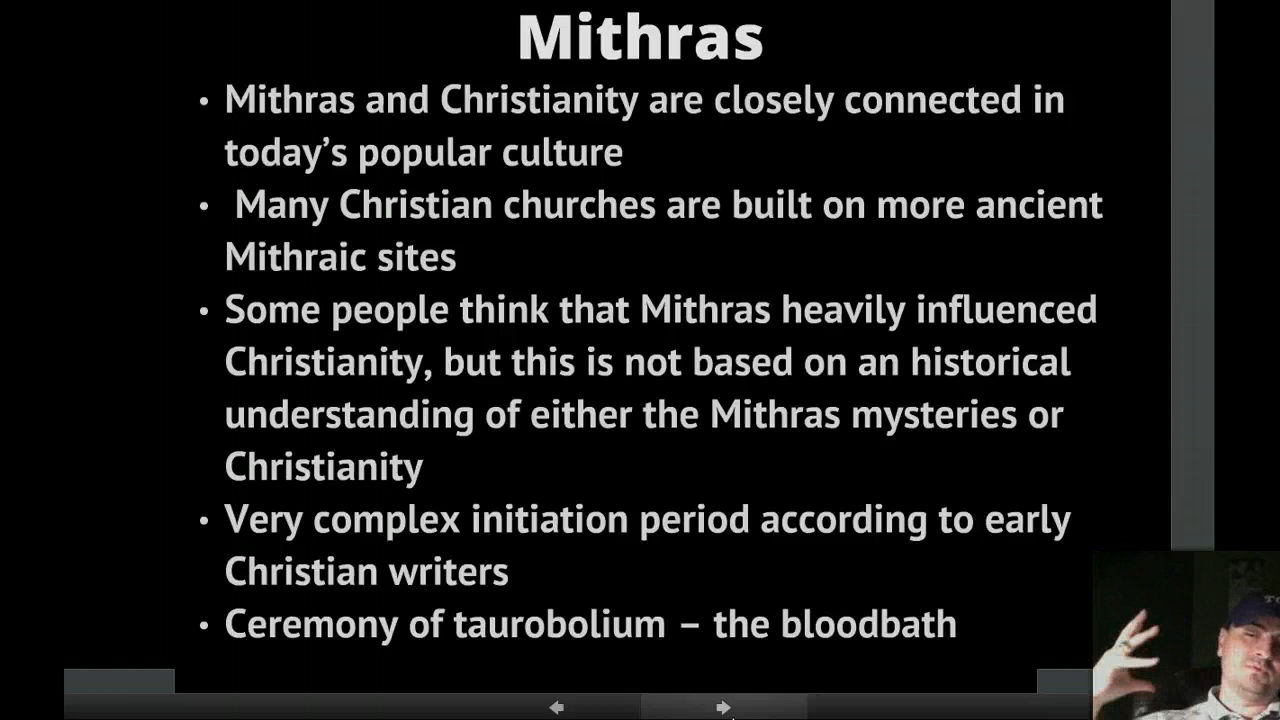 Mithras
• Mithras and Christianity are closely connected in
today’s popular culture
• Many Christian churches are built on more ancient
Mithraic sites
• Some people think that Mithras heavily influenced
Christianity, but this is not based on an historical
understanding of either the Mithras mysteries or
Christianity
• Very complex initiation period according to early
Christian writers
• Ceremony of taurobolium – the bloodbath